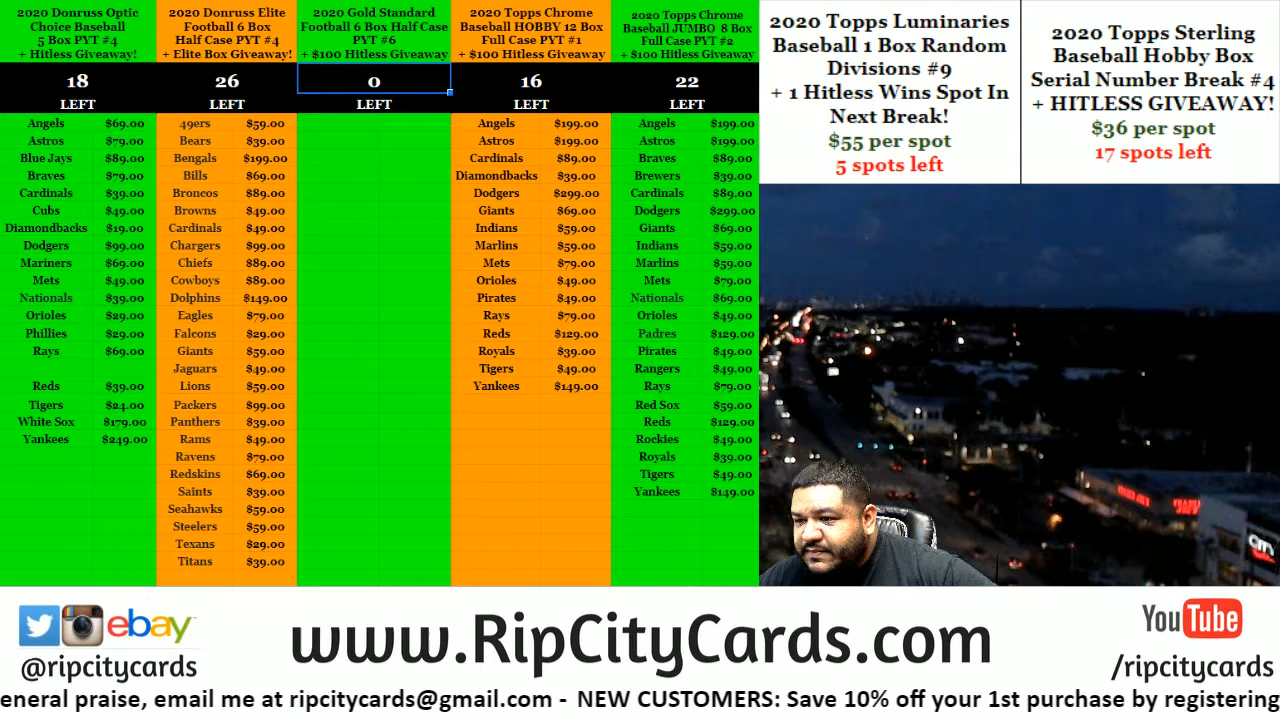 2020 Donruss Optic
Choice Baseball
5 Box PYT #4
+ Hitless Giveaway!
18
LEFT
Angels $69.00
Astros $79.00
Blue Jays $89.00
Braves $79.00
Cardinals $39.00
Cubs $49.00
Diamondbacks $19.00
Dodgers $99.00
Mariners $69.00
Mets $49.00
Nationals $39.00
Orioles $29.00
Phillies $29.00
Rays $69.00
Reds $39.00
Tigers $24.00
White Sox $179.00
Yankees $249.00
2020 Donruss Elite
Football 6 Box
Half Case PYT #4
+ Elite Box Giveaway!
26
LEFT
49ers $59.00
Bears $39.00
Bengals $199.00
Bills $69.00
Broncos $89.00
Browns $49.00
Cardinals $49.00
Chargers $99.00
Chiefs $89.00
Cowboys $89.00
Dolphins $149.00
Eagles $79.00
Falcons $29.00
Giants $59.00
Jaguars $49.00
Lions $59.00
Packers $99.00
Panthers $39.00
Rams $49.00
Ravens $79.00
Redskins $69.00
Saints $39.00
Seahawks $59.00
Steelers $59.00
Texans $29.00
Titans $39.00
2020 Gold Standard
Football 6 Box Half Case
PYT #6
+ $100 Hitless Giveaway
0
LEFT
2020 Topps Chrome
Baseball HOBBY 12 Box
Full Case PYT #1
+ $100 Hitless Giveaway
16
LEFT
Angels $199.00
Astros $199.00
Cardinals $89.00
Diamondbacks $39.00
Dodgers $299.00
Giants $69.00
Indians $59.00
Marlins $59.00
Mets $79.00
Orioles $49.00
Pirates $49.00
Rays $79.00
Reds $129.00
Royals $39.00
Tigers $49.00
Yankees $149.00
2020 Topps Chrome
Baseball JUMBO 8 Box
Full Case PYT #2
+ $100 Hitless Giveaway
22
LEFT
Angels $199.00
Astros $199.00
Braves $89.00
Brewers $39.00
Cardinals $89.00
Dodgers $299.00
Giants $69.00
Indians $59.00
Marlins $59.00
Mets $79.00
Nationals $69.00
Orioles $49.00
Padres $129.00
Pirates $49.00
Rangers $49.00
Rays $79.00
Red Sox $59.00
Reds $129.00
Rockies $49.00
Royals $39.00
Tigers $49.00
Yankees $149.00
2020 Topps Luminaries
Baseball 1 Box Random
Divisions #9
+ 1 Hitless Wins Spot In
Next Break!
$55 per spot
5 spots left
2020 Topps Sterling
Baseball Hobby Box
Serial Number Break #4
+ HITLESS GIVEAWAY!
$36 per spot
17 spots left
ebay
@ripcitycards
www.RipCityCards.com
YouTube
/ripcitycards
eneral praise, email me at ripcitycards@gmail.com - NEW CUSTOMERS: Save 10% off your 1st purchase by registering